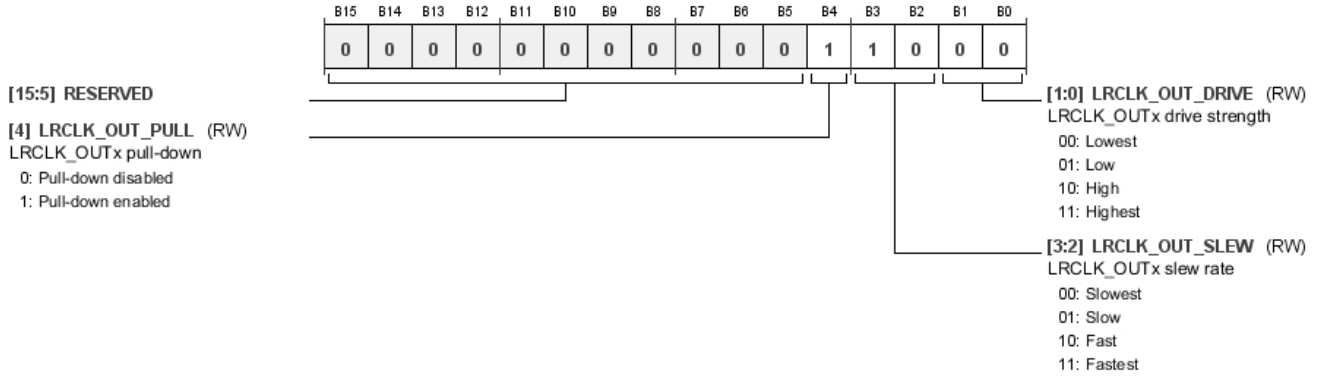 B15 B14 B13 B12 B11 B10 B9 B8 B7 B6 B5 B4 B3 B2 B1 B0
0 0 0 0 0 0 0 0 0 0 0 1 1 0 0 0
[15:5] RESERVED
[4] LRCLK_OUT_PULL (RW)
LRCLK_OUTx pull-down
0: Pull-down disabled
1: Pull-down enabled
[1:0] LRCLK_OUT_DRIVE (RW)
LRCLK_OUTx drive strength
00: Lowest
01: Low
10: High
11: Highest
[3:2] LRCLK_OUT_SLEW (RW)
LRCLK_OUTx slew rate
00: Slowest
01: Slow
10: Fast
11: Fastest